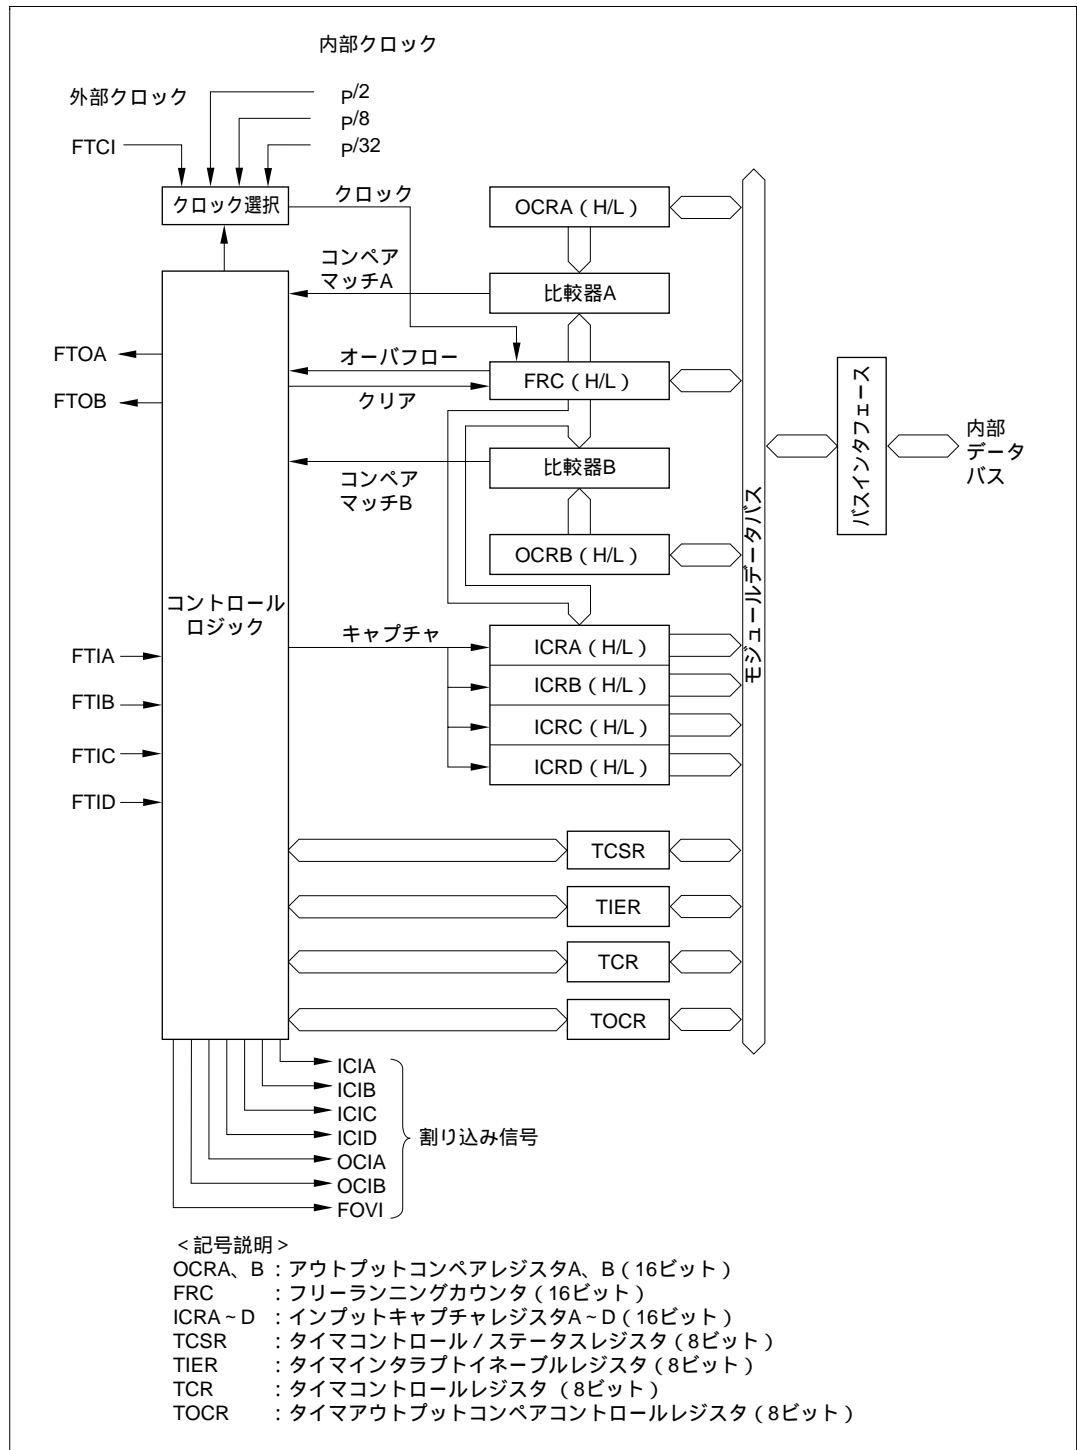 内部クロック
外部クロック
P/2
P/8
FTCI
P/32
クロック選択
クロック
OCRA（H/L）
コンペア
マッチA
比較器A
FTOA
オーバフロー
FRC（H/L）
FTOB
クリア
コンペア
マッチB
比較器B
OCRB（H/L）
モジュールデータバス
バスインタフェース
内部
データ
バス
コントロール
ロジック
キャプチャ
FTIA
FTIB
FTIC
FTID
ICRA（H/L）
ICRB（H/L）
ICRC（H/L）
ICRD（H/L）
TCSR
TIER
TCR
TOCR
ICIA
ICIB
ICIC
ICID
OCIA
OCIB
FOVI
割り込み信号
＜記号説明＞
OCRA、B：アウトプットコンペアレジスタA、B（16ビット）
FRC ：フリーランニングカウンタ（16ビット）
ICRA～D ：インプットキャプチャレジスタA～D（16ビット）
TCSR ：タイマコントロール／ステータスレジスタ（8ビット）
TIER ：タイマインタラプトイネーブルレジスタ（8ビット）
TCR ：タイマコントロールレジスタ（8ビット）
TOCR ：タイマアウトプットコンペアコントロールレジスタ（8ビット）